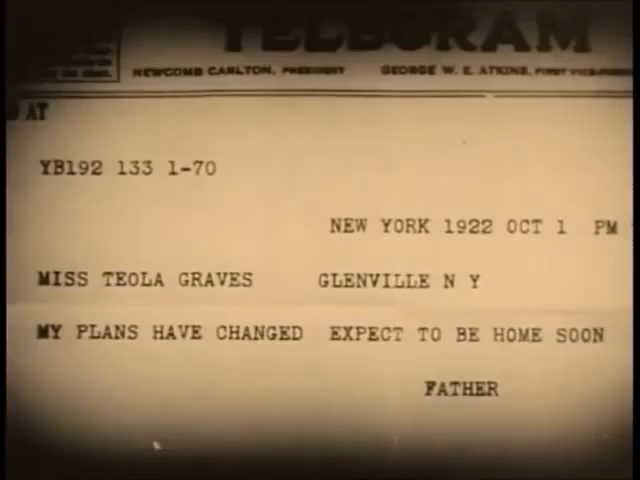 TELEGRAM
NEWCOMB CARLTON, PRESIDENT GEORGE W. E. ATKINS, FIRST VICE-
AT
YB192 133 1-70
NEW YORK 1922 OCT 1 PM
MISS TEOLA GRAVES GLENVILLE N Y
MY PLANS HAVE CHANGED EXPECT TO BE HOME SOON
FATHER